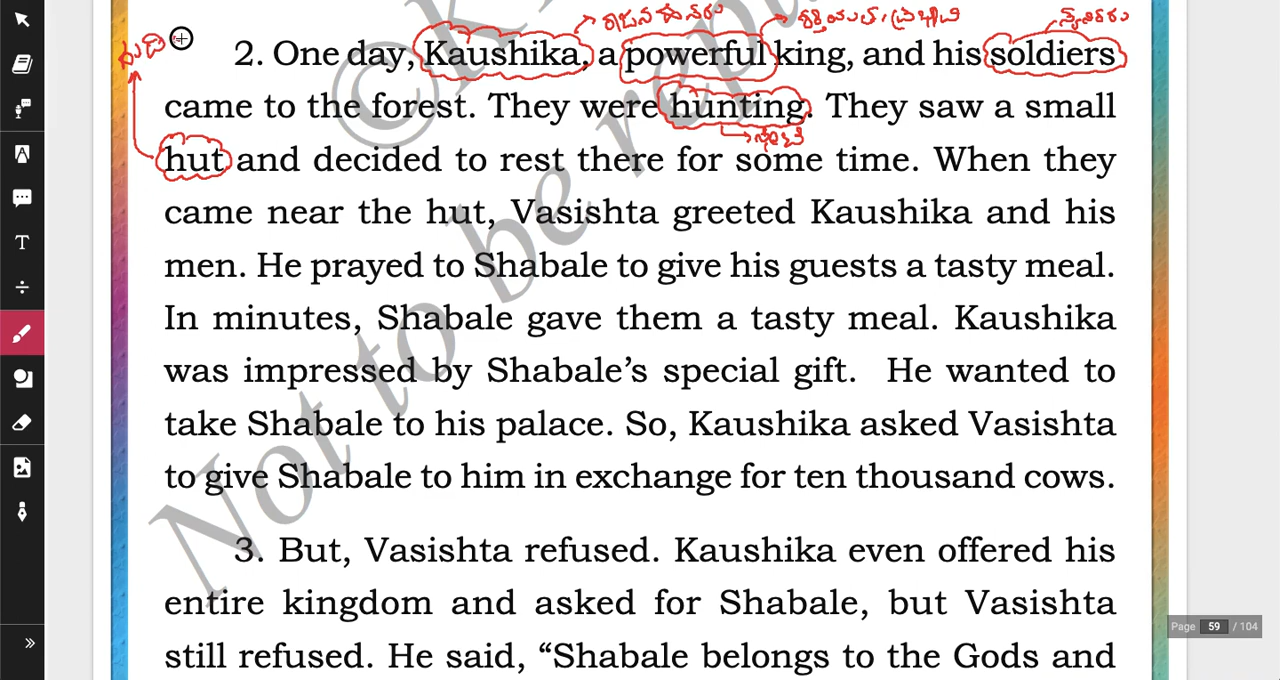 ರಾಜನ ಹೆಸರು
ಸೈನಿಕರು
ಗುಡಿ
2. One day, Kaushika, a powerful king, and his soldiers
came to the forest. They were hunting. They saw a small
ಬೇಟೆ
hut and decided to rest there for some time. When they
came near the hut, Vasishta greeted Kaushika and his
men. He prayed to Shabale to give his guests a tasty meal.
In minutes, Shabale gave them a tasty meal. Kaushika
was impressed by Shabale’s special gift. He wanted to
take Shabale to his palace. So, Kaushika asked Vasishta
to give Shabale to him in exchange for ten thousand cows.
3. But, Vasishta refused. Kaushika even offered his
entire kingdom and asked for Shabale, but Vasishta
still refused. He said, “Shabale belongs to the Gods and
Not to be
Page 59 / 104